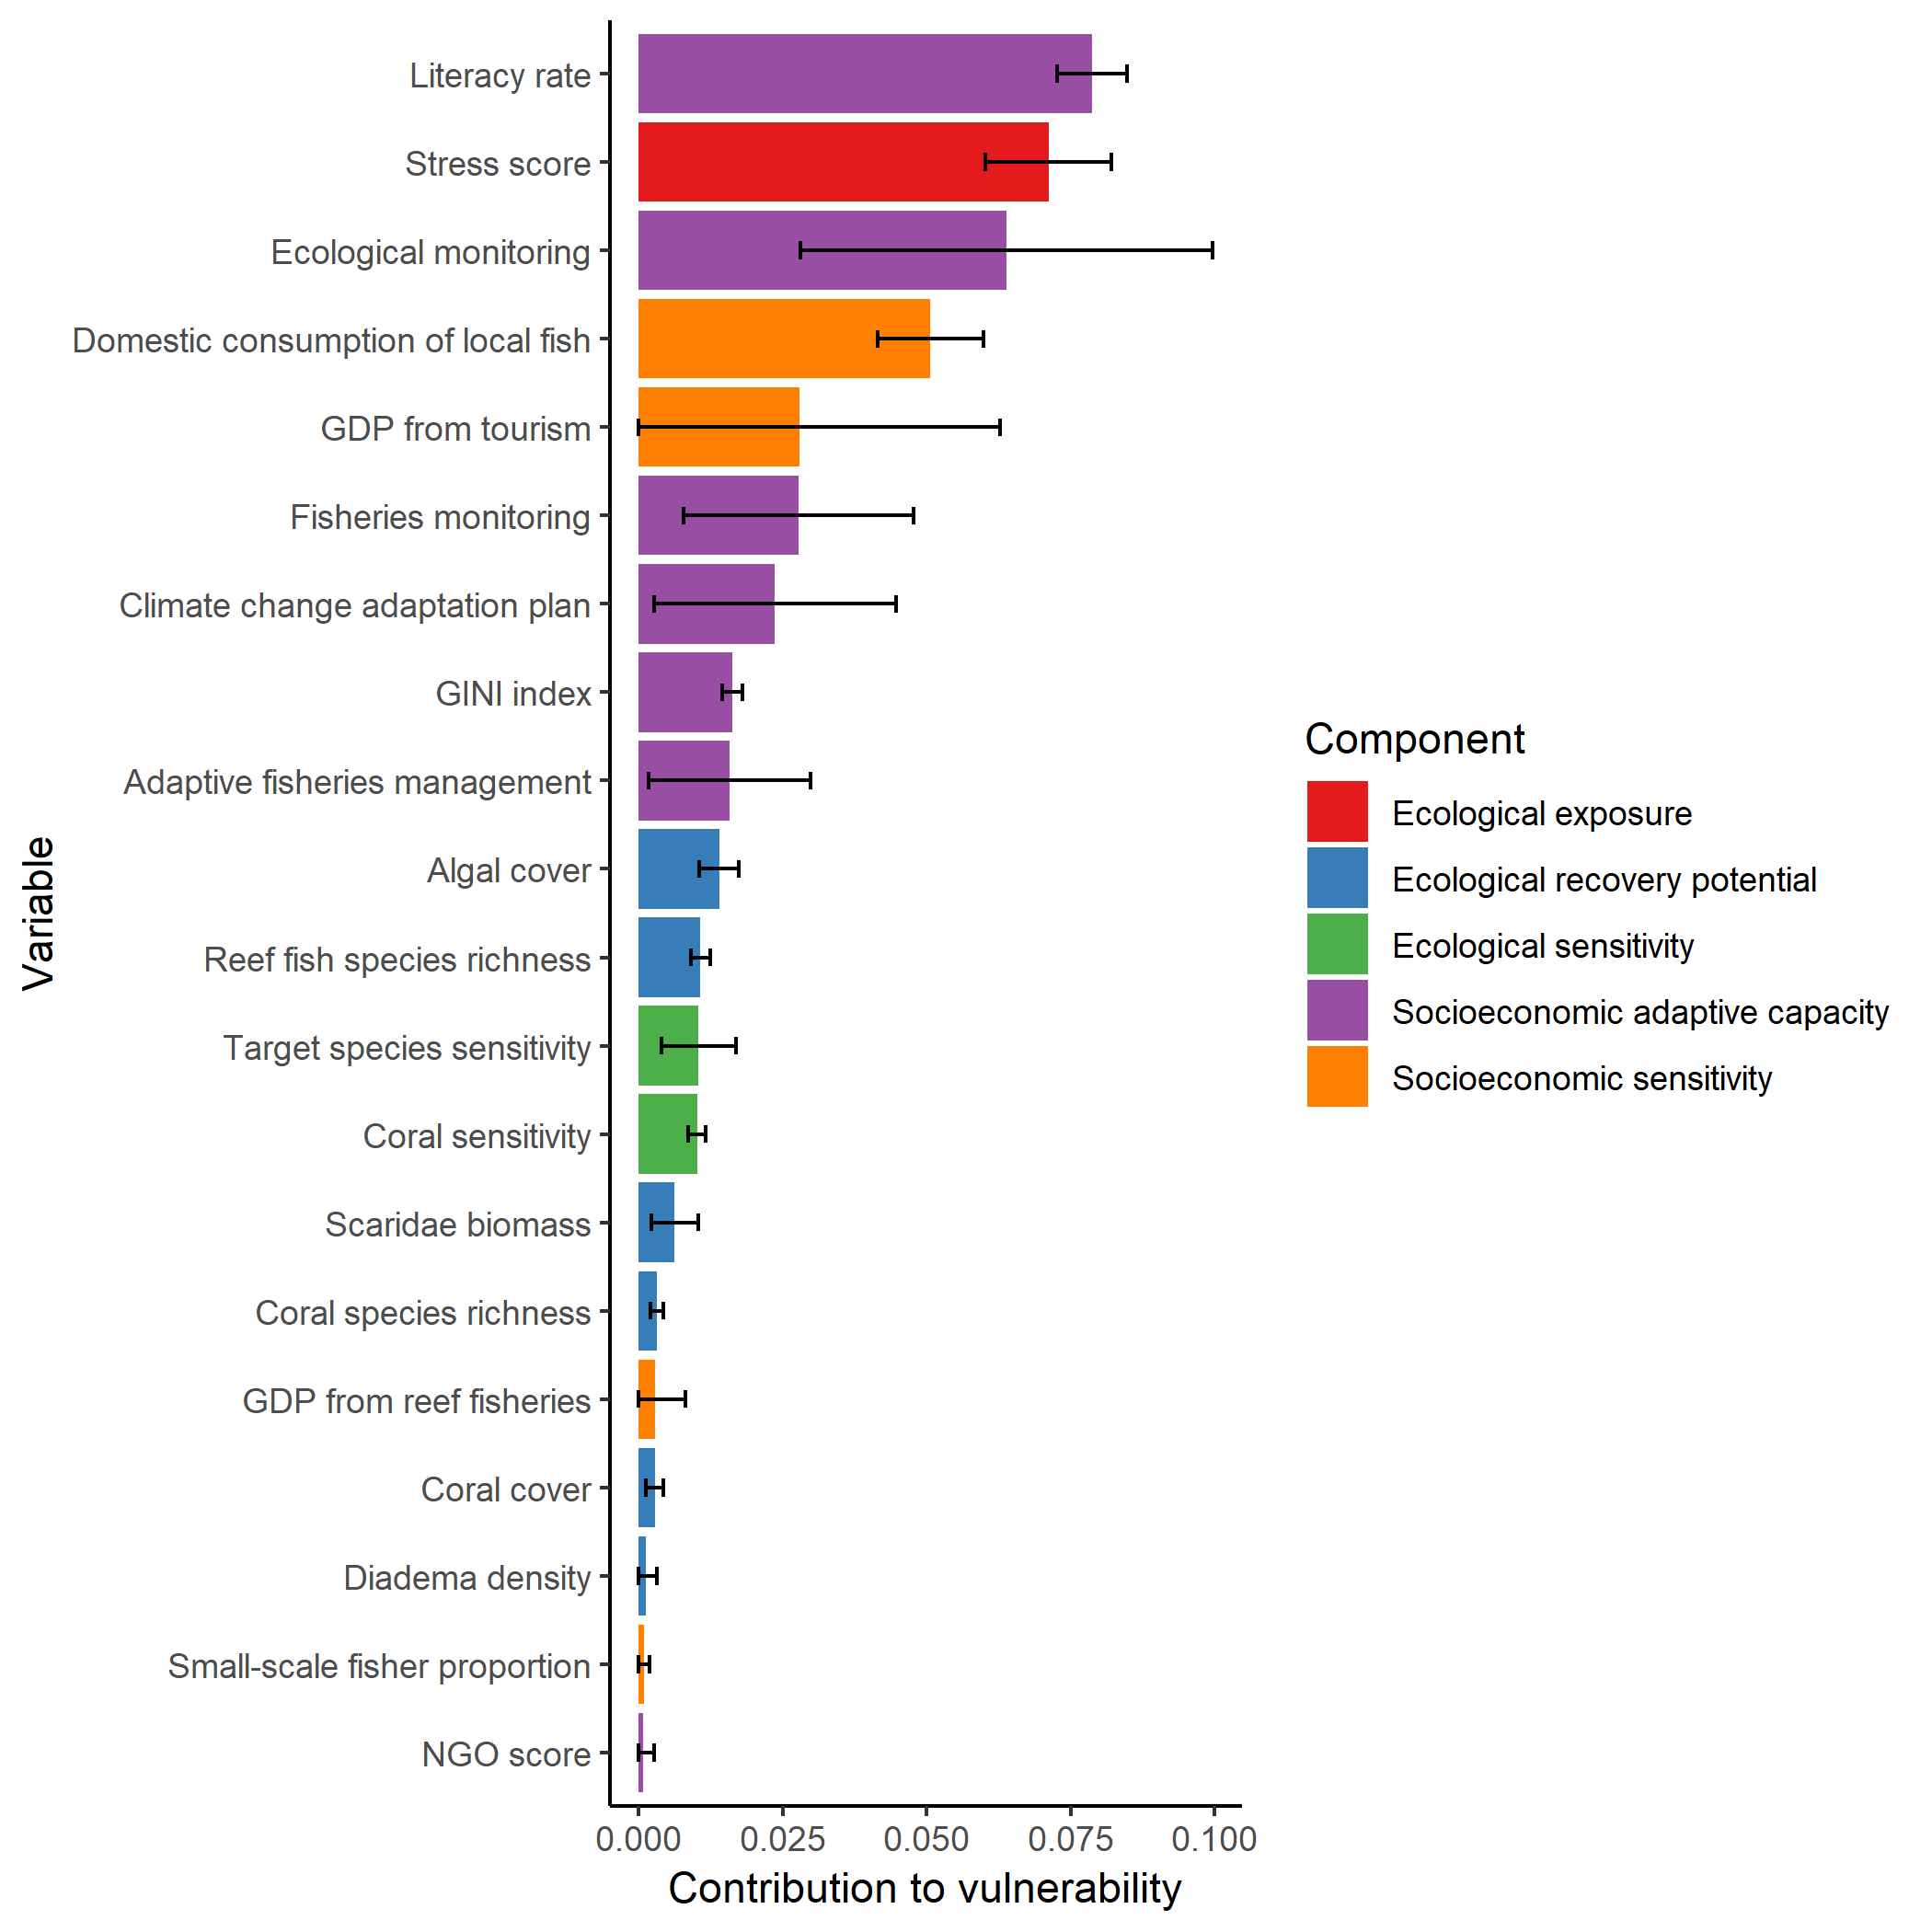 Variable
Literacy rate
Stress score
Ecological monitoring
Domestic consumption of local fish
GDP from tourism
Fisheries monitoring
Climate change adaptation plan
GINI index
Adaptive fisheries management
Algal cover
Reef fish species richness
Target species sensitivity
Coral sensitivity
Scaridae biomass
Coral species richness
GDP from reef fisheries
Coral cover
Diadema density
Small-scale fisher proportion
NGO score
0.000 0.025 0.050 0.075 0.100
Contribution to vulnerability
Component
Ecological exposure
Ecological recovery potential
Ecological sensitivity
Socioeconomic adaptive capacity
Socioeconomic sensitivity